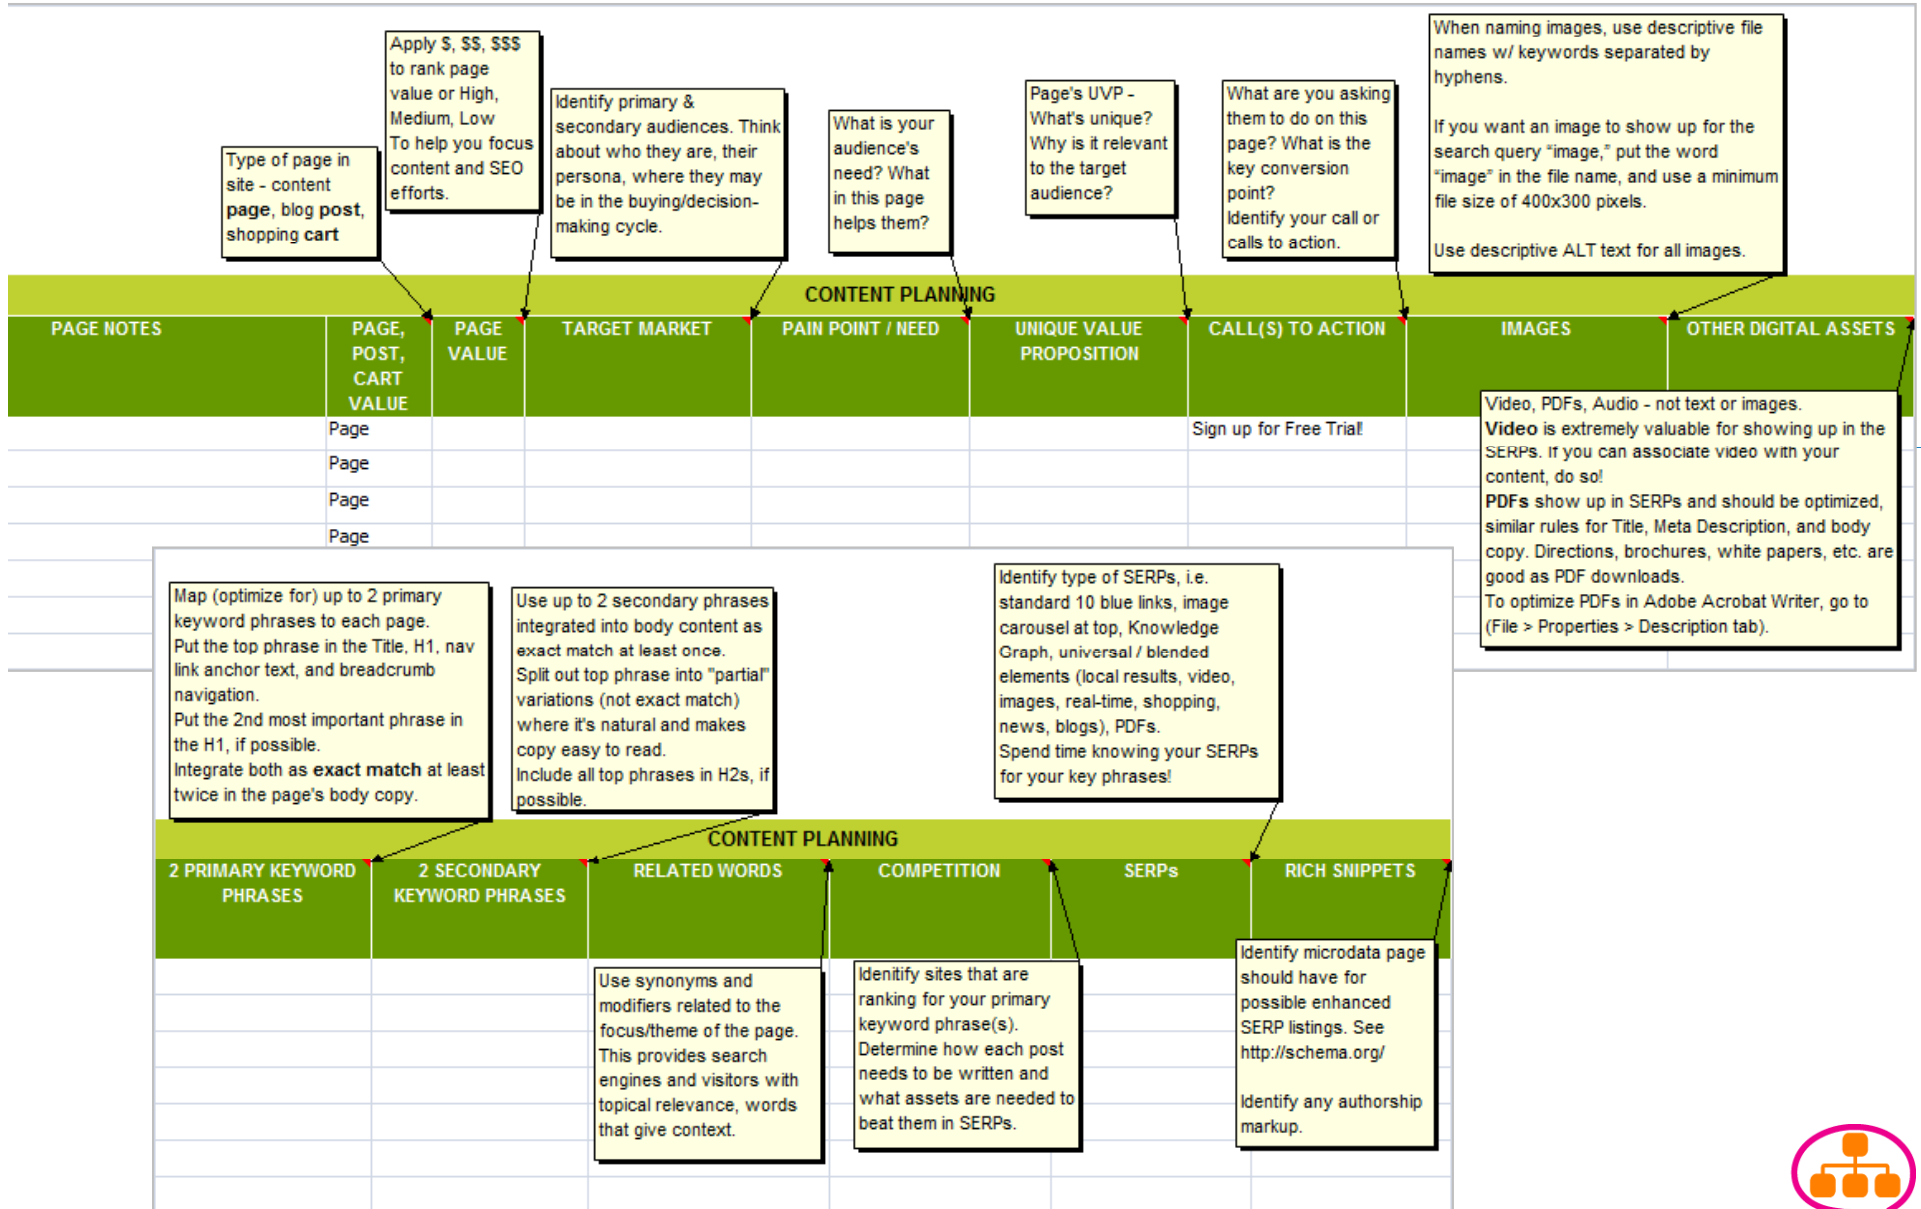 Apply $, $$, $$$
to rank page
value or High,
Medium, Low
To help you focus
content and SEO
efforts.
Type of page in
site - content
page, blog post,
shopping cart
Identify primary &
secondary audiences. Think
about who they are, their
persona, where they may
be in the buying/decision-
making cycle.
What is your
audience's
need? What
in this page
helps them?
Page's UVP -
What's unique?
Why is it relevant
to the target
audience?
What are you asking
them to do on this
page? What is the
key conversion
point?
Identify your call or
calls to action.
When naming images, use descriptive file
names w/ keywords separated by
hyphens.
If you want an image to show up for the
search query “image,” put the word
“image” in the file name, and use a minimum
file size of 400x300 pixels.
Use descriptive ALT text for all images.
CONTENT PLANNING
PAGE NOTES
PAGE,
POST,
CART
VALUE
PAGE
VALUE
TARGET MARKET
PAIN POINT / NEED
UNIQUE VALUE
PROPOSITION
CALL(S) TO ACTION
IMAGES
OTHER DIGITAL ASSETS
Page
Sign up for Free Trial!
Page
Page
Page
Video, PDFs, Audio - not text or images.
Video is extremely valuable for showing up in the
SERPs. If you can associate video with your
content, do so!
PDFs show up in SERPs and should be optimized,
similar rules for Title, Meta Description, and body
copy. Directions, brochures, white papers, etc. are
good as PDF downloads.
To optimize PDFs in Adobe Acrobat Writer, go to
(File > Properties > Description tab).
Map (optimize for) up to 2 primary
keyword phrases to each page.
Put the top phrase in the Title, H1, nav
link anchor text, and breadcrumb
navigation.
Put the 2nd most important phrase in
the H1, if possible.
Integrate both as exact match at least
twice in the page's body copy.
Use up to 2 secondary phrases
integrated into body content as
exact match at least once.
Split out top phrase into "partial"
variations (not exact match)
where it's natural and makes
copy easy to read.
Include all top phrases in H2s, if
possible.
Identify type of SERPs, i.e.
standard 10 blue links, image
carousel at top, Knowledge
Graph, universal / blended
elements (local results, video,
images, real-time, shopping,
news, blogs), PDFs.
Spend time knowing your SERPs
for your key phrases!
CONTENT PLANNING
2 PRIMARY KEYWORD
PHRASES
2 SECONDARY
KEYWORD PHRASES
RELATED WORDS
COMPETITION
SERPs
RICH SNIPPETS
Use synonyms and
modifiers related to the
focus/theme of the page.
This provides search
engines and visitors with
topical relevance, words
that give context.
Idenitify sites that are
ranking for your primary
keyword phrase(s).
Determine how each post
needs to be written and
what assets are needed to
beat them in SERPs.
Identify microdata page
should have for
possible enhanced
SERP listings. See
http://schema.org/
Identify any authorship
markup.